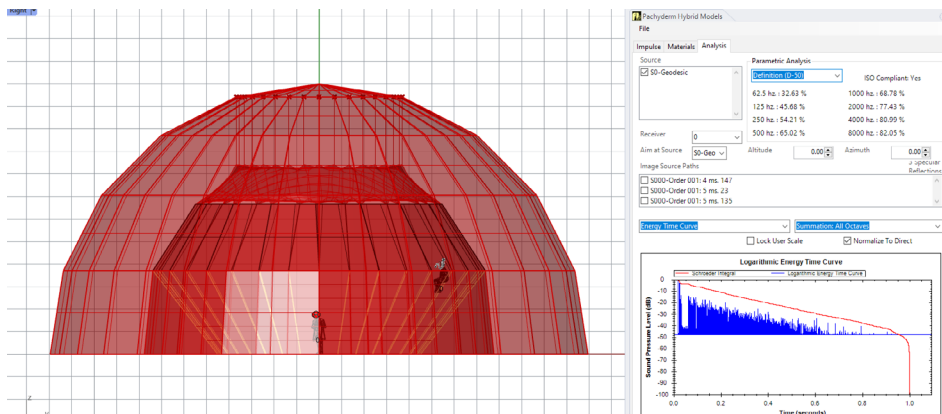 Right
Pachyderm Hybrid Models
File
Impulse Materials Analysis
Source
S0-Geodesic
Parametric Analysis
Definition (D-50)
ISO Compliant: Yes
62.5 hz. : 32.63 % 1000 hz. : 68.78 %
125 hz. : 45.68 % 2000 hz. : 77.43 %
250 hz. : 54.21 % 4000 hz. : 80.99 %
500 hz. : 65.02 % 8000 hz. : 82.05 %
Receiver 0
Aim at Source S0-Geo Altitude 0.00 Azimuth 0.00
Image Source Paths
Specular
Reflections
S000-Order 001: 4 ms. 147
S000-Order 001: 5 ms. 23
S000-Order 001: 5 ms. 135
Energy Time Curve Summation: All Octaves
Lock User Scale Normalize To Direct
Logarithmic Energy Time Curve
Schroeder Integral Logarithmic Energy Time Curve
Sound Pressure Level (dB)
0
-10
-20
-30
-40
-50
-60
-70
-80
-90
-100
0.0 0.2 0.4 0.6 0.8 1.0
Time (seconds)
z